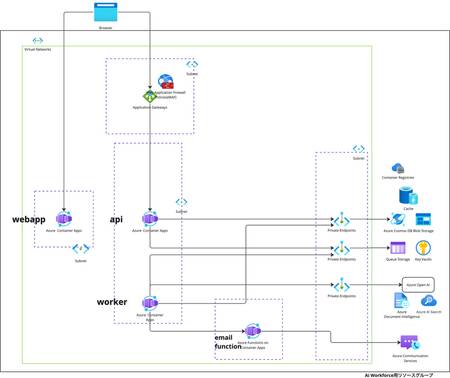 Browser
Virtual Networks
Subnet
Application Firewall
Application Gateways
Subnet
Container Registries
Cache
webapp
api
Subnet
Azure Container Apps
Azure Container Apps
Private Endpoints
Azure Cosmos DB
Blob Storage
Subnet
Private Endpoints
Queue Storage
Key Vaults
Azure Open AI
worker
Private Endpoints
Azure
Document Intelligence
Azure AI Search
Azure Container
Apps
email
function
Azure Functions on
Container Apps
Azure Communication
Services
AI Workforce用リソースグループ